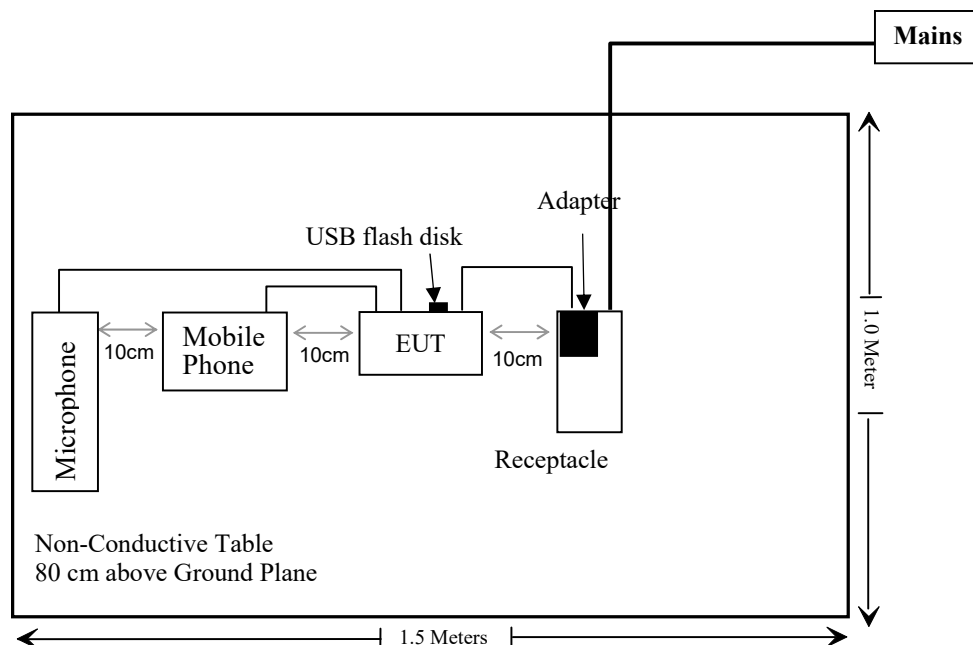 Mains
Adapter
USB flash disk
Microphone
10cm
Mobile
Phone
10cm
EUT
10cm
Receptacle
1.0 Meter
Non-Conductive Table
80 cm above Ground Plane
1.5 Meters